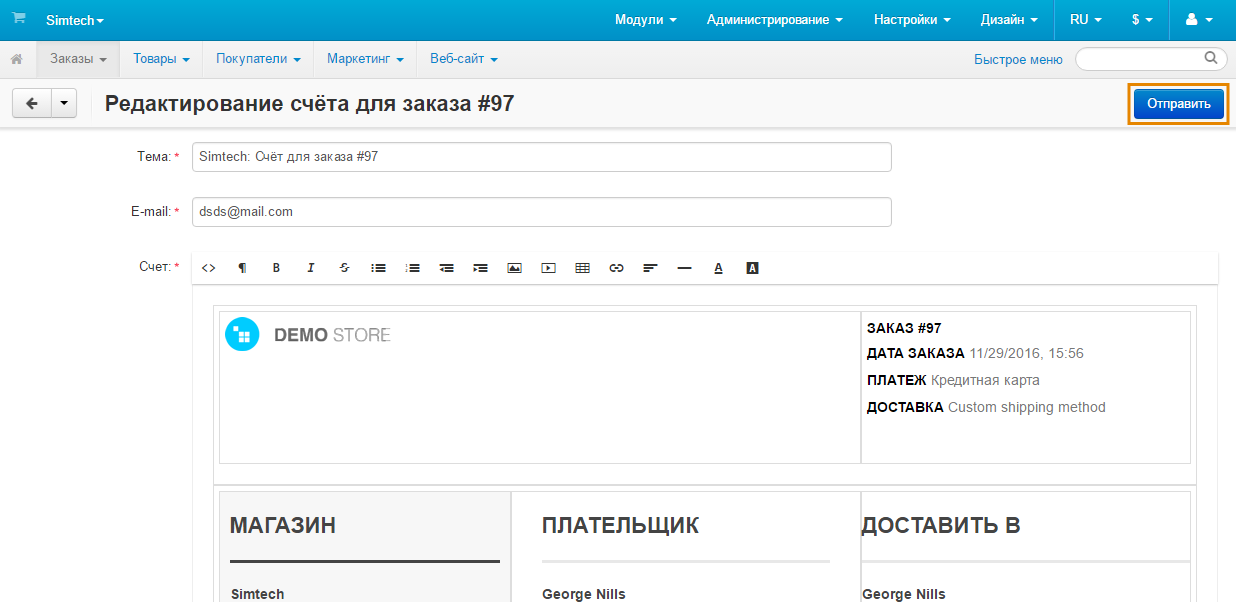 Simtech Модули Администрирование Настройки Дизайн RU $
Заказы Товары Покупатели Маркетинг Веб-сайт Быстрое меню
Редактирование счёта для заказа #97 Отправить
Тема: * Simtech: Счёт для заказа #97
E-mail: * dsds@mail.com
Счет: * <> ¶ B I S A A
DEMO STORE
ЗАКАЗ #97
ДАТА ЗАКАЗА 11/29/2016, 15:56
ПЛАТЕЖ Кредитная карта
ДОСТАВКА Custom shipping method
МАГАЗИН ПЛАТЕЛЬЩИК ДОСТАВИТЬ В
Simtech George Nills George Nills